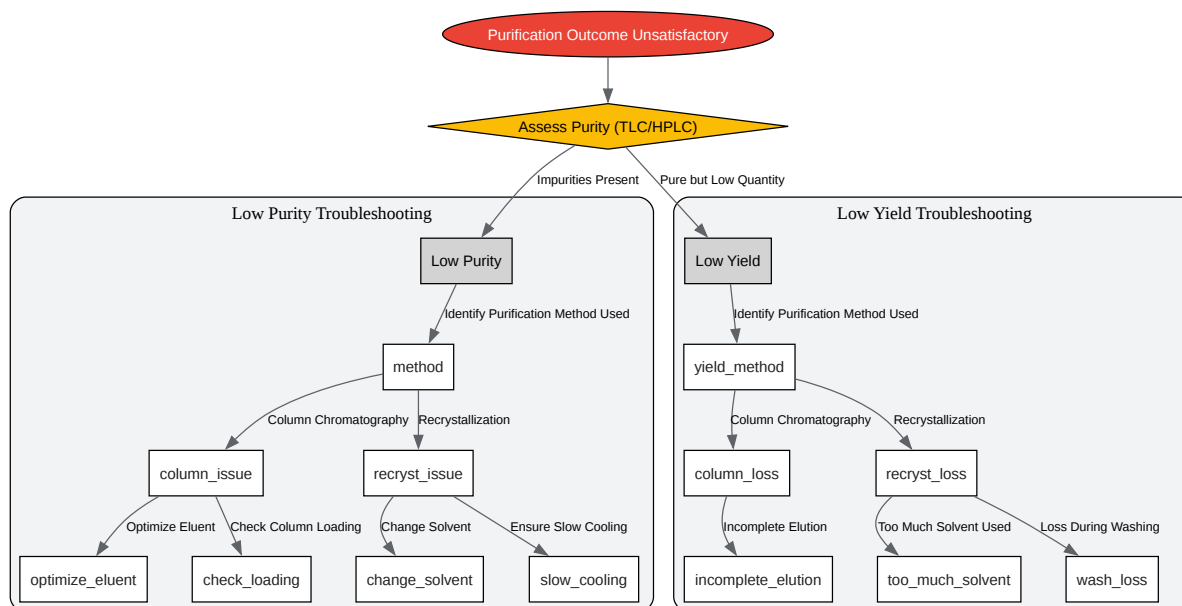 Purification Outcome Unsatisfactory
Assess Purity (TLC/HPLC)
Impurities Present
Pure but Low Quantity
Low Purity Troubleshooting
Low Yield Troubleshooting
Low Purity
Low Yield
Identify Purification Method Used
Identify Purification Method Used
method
yield_method
Column Chromatography
Recrystallization
Column Chromatography
Recrystallization
column_issue
recryst_issue
column_loss
recryst_loss
Optimize Eluent
Check Column Loading
Change Solvent
Ensure Slow Cooling
Incomplete Elution
Too Much Solvent Used
Loss During Washing
optimize_eluent
check_loading
change_solvent
slow_cooling
incomplete_elution
too_much_solvent
wash_loss